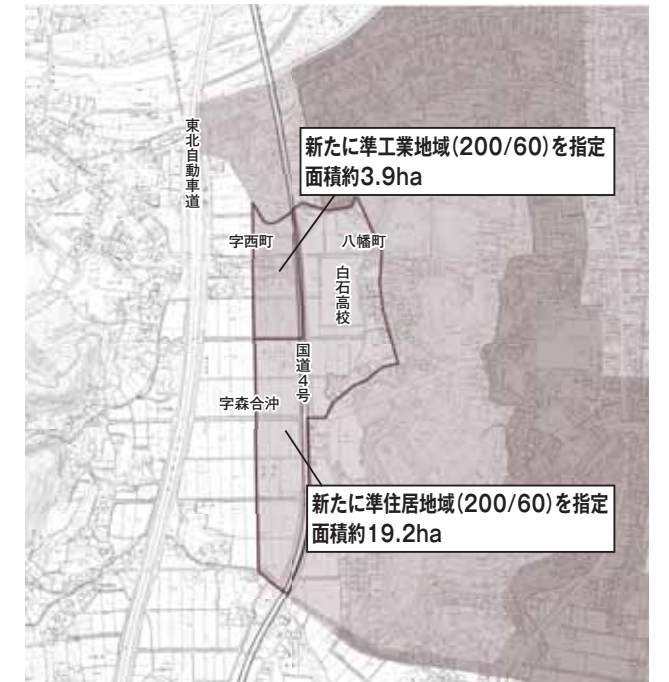 東北自動車道
新たに準工業地域(200/60)を指定
面積約3.9ha
字西町
八幡町
白石高校
国道4号
字森合沖
新たに準住居地域(200/60)を指定
面積約19.2ha